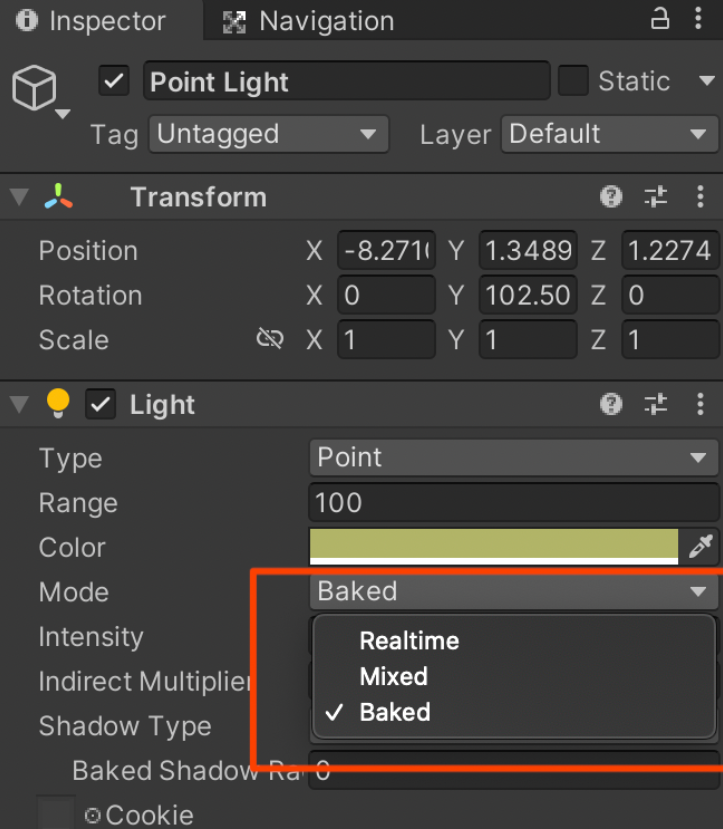 Inspector Navigation
Point Light Static
Tag Untagged Layer Default
Transform
Position X -8.271 Y 1.3489 Z 1.2274
Rotation X 0 Y 102.50 Z 0
Scale X 1 Y 1 Z 1
Light
Type Point
Range 100
Color
Mode Baked
Intensity
Realtime
Indirect Multiplier
Mixed
Shadow Type
Baked
Baked Shadow Ra 0
Cookie